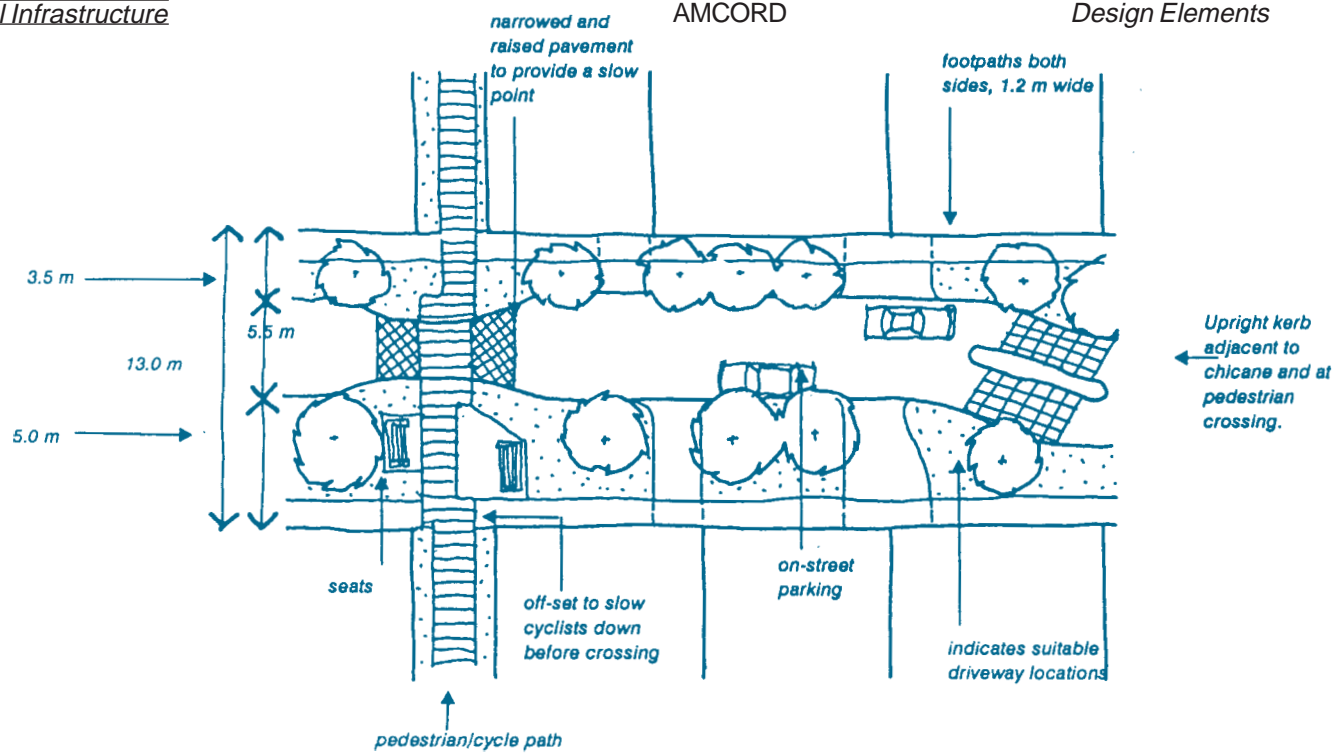 l Infrastructure
AMCORD
Design Elements
narrowed and
raised pavement
to provide a slow
point
footpaths both
sides, 1.2 m wide
3.5 m
5.5 m
13.0 m
5.0 m
Upright kerb
adjacent to
chicane and at
pedestrian
crossing.
seats
off-set to slow
cyclists down
before crossing
on-street
parking
indicates suitable
driveway locations
pedestrian/cycle path